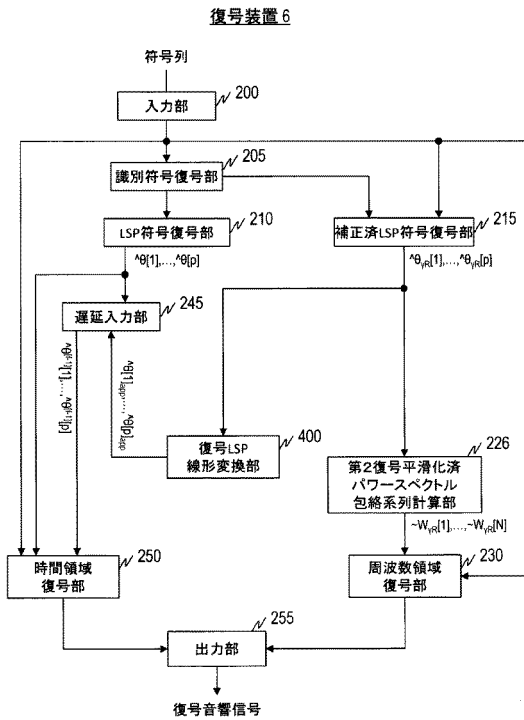 復号装置6
符号列
200
入力部
205
識別符号復号部
210
LSP符号復号部
215
補正済LSP符号復号部
^θ[1],...,^θ[p]
^θγR[1],...,^θγR[p]
245
遅延入力部
^θ[1]app,...,^θ[p]app
400
復号LSP
線形変換部
226
第2復号平滑化済
パワースペクトル
包絡系列計算部
~WγR[1],...,~WγR[N]
250
時間領域
復号部
230
周波数領域
復号部
255
出力部
復号音響信号